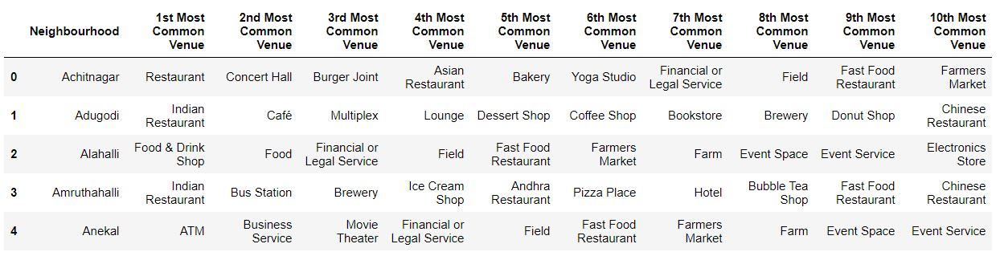 Neighbourhood 1st Most Common Venue 2nd Most Common Venue 3rd Most Common Venue 4th Most Common Venue 5th Most Common Venue 6th Most Common Venue 7th Most Common Venue 8th Most Common Venue 9th Most Common Venue 10th Most Common Venue
0 Achitnagar Restaurant Concert Hall Burger Joint Asian Restaurant Bakery Yoga Studio Financial or Legal Service Field Fast Food Restaurant Farmers Market
1 Adugodi Indian Restaurant Café Multiplex Lounge Dessert Shop Coffee Shop Bookstore Brewery Donut Shop Chinese Restaurant
2 Alahalli Food & Drink Shop Food Financial or Legal Service Field Fast Food Restaurant Farmers Market Farm Event Space Event Service Electronics Store
3 Amruthahalli Indian Restaurant Bus Station Brewery Ice Cream Shop Andhra Restaurant Pizza Place Hotel Bubble Tea Shop Fast Food Restaurant Chinese Restaurant
4 Anekal ATM Business Service Movie Theater Financial or Legal Service Field Fast Food Restaurant Farmers Market Farm Event Space Event Service